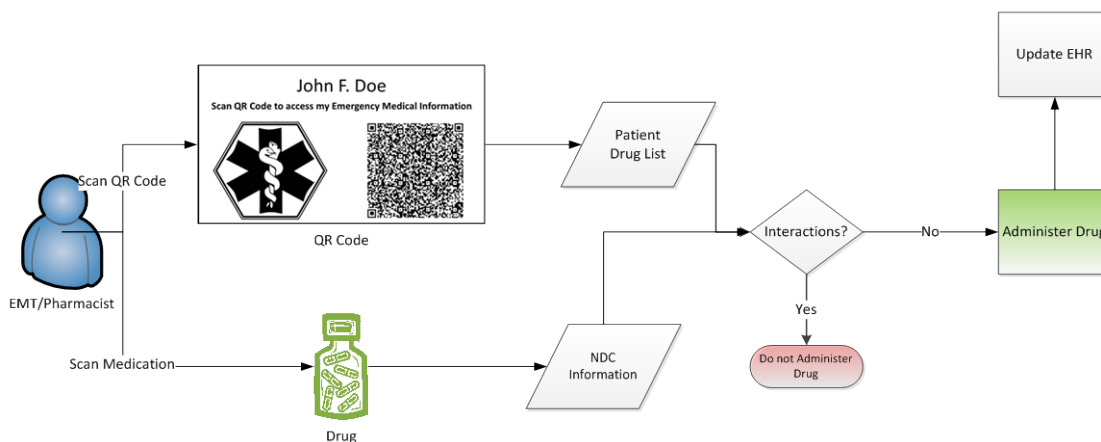 Update EHR
John F. Doe
Scan QR Code to access my Emergency Medical Information
Patient
Drug List
Scan QR Code
QR Code
Interactions?
No
Administer Drug
EMT/Pharmacist
Yes
Scan Medication
NDC
Information
Do not Administer
Drug
Drug